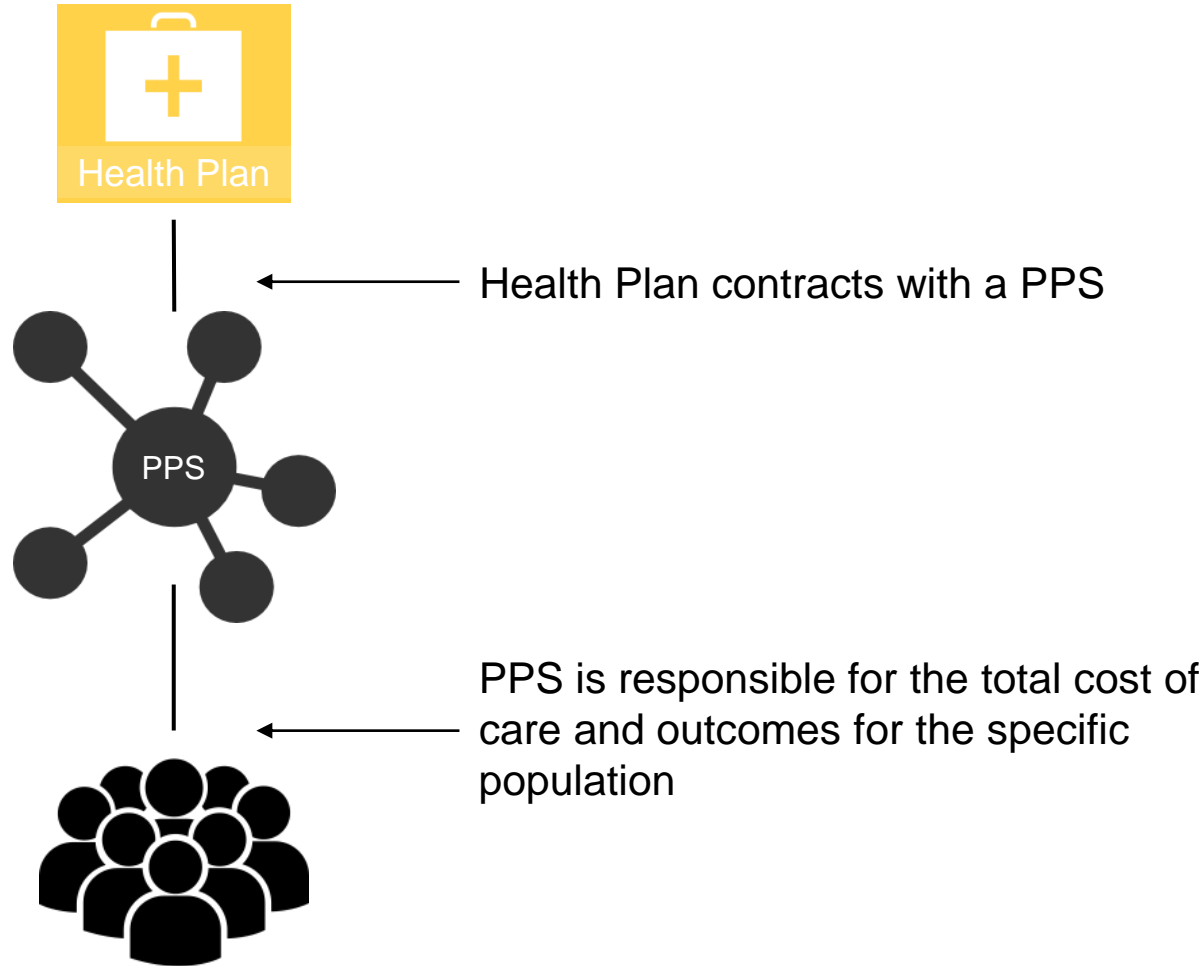 Health Plan
Health Plan contracts with a PPS
PPS
PPS is responsible for the total cost of
care and outcomes for the specific
population